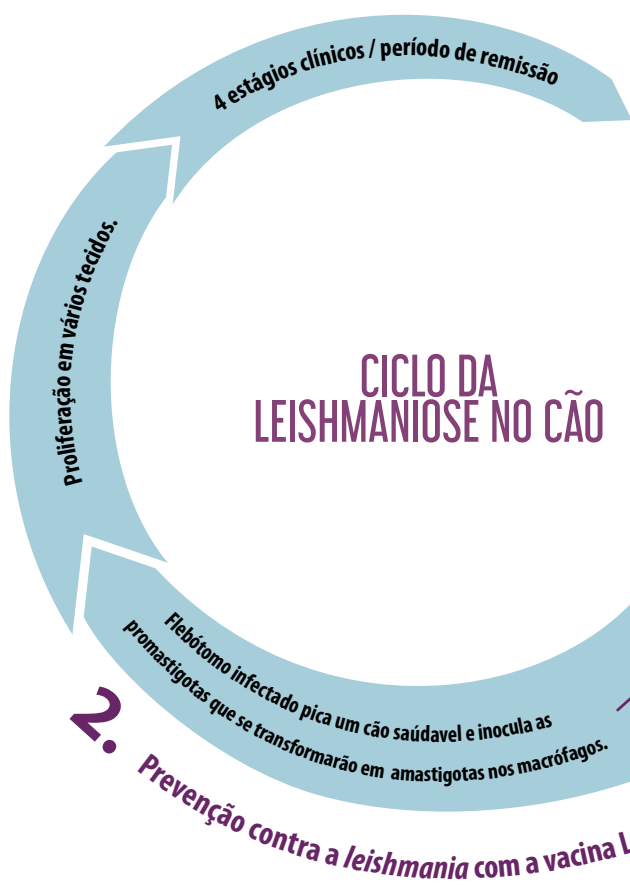 4 estágios clínicos / período de remissão
Proliferação em vários tecidos.
CICLO DA
LEISHMANIOSE NO CÃO
Flebótomo infectado pica um cão saúdavel e inocula as
promastigotas que se transformarão em amastigotas nos macrófagos.
2. Prevenção contra a leishmania com a vacina L